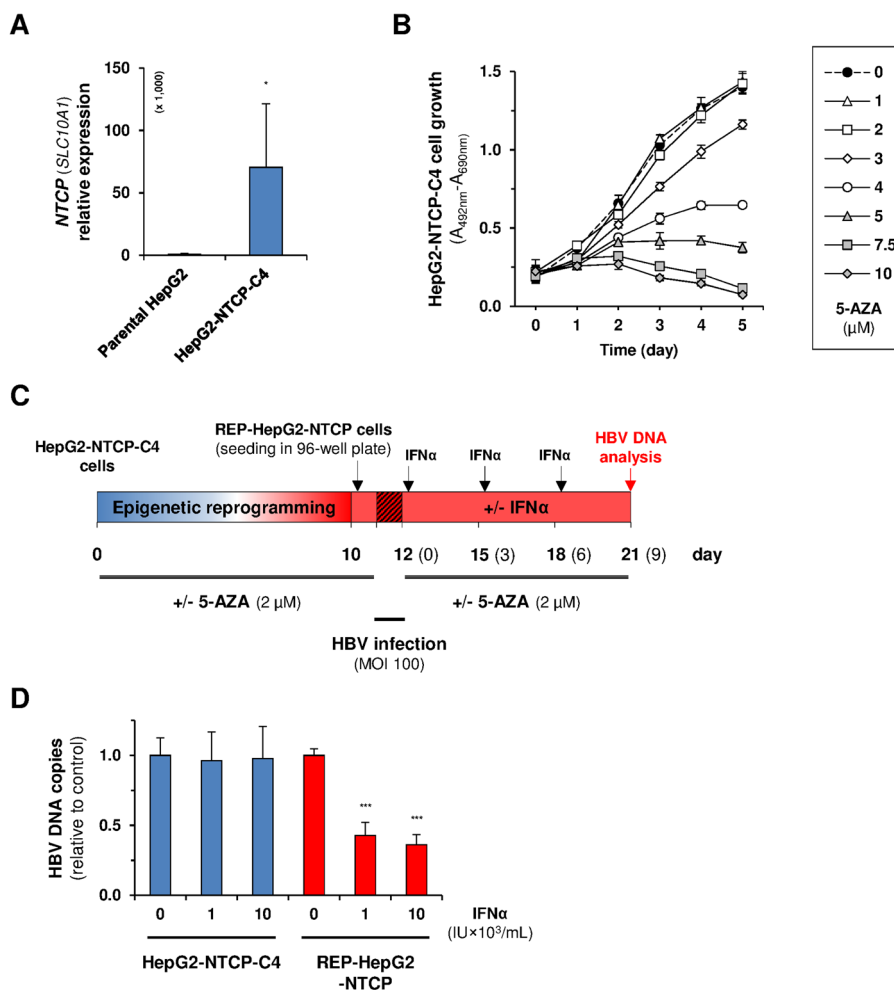 A
NTCP (SLC10A1)
relative expression
(x 1,000)
150
100
50
0
*
Parental HepG2
HepG2-NTCP-C4
B
HepG2-NTCP-C4 cell growth
(A492nm-A690nm)
1.5
1.0
0.5
0.0
0 1 2 3 4 5
Time (day)
0
1
2
3
4
5
7.5
10
5-AZA
(µM)
C
HepG2-NTCP-C4
cells
REP-HepG2-NTCP cells
(seeding in 96-well plate)
IFNα IFNα IFNα
HBV DNA
analysis
Epigenetic reprogramming
+/- IFNα
0 10 12 (0) 15 (3) 18 (6) 21 (9) day
+/- 5-AZA (2 µM) +/- 5-AZA (2 µM)
HBV infection
(MOI 100)
D
HBV DNA copies
(relative to control)
1.0
0.5
0.0
*** ***
0 1 10 0 1 10 IFNα
(IU×10³/mL)
HepG2-NTCP-C4 REP-HepG2
-NTCP